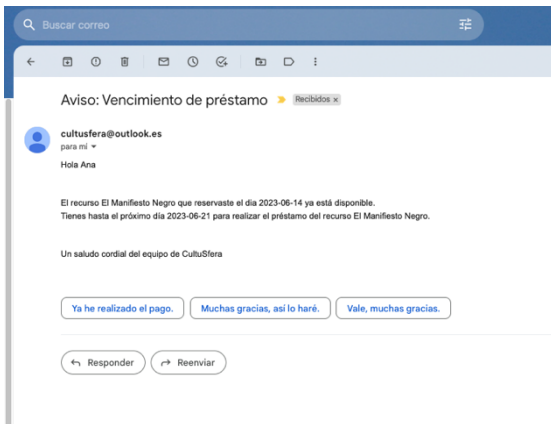 Buscar correo
Aviso: Vencimiento de préstamo
Recibidos x
cultusfera@outlook.es
para mí
Hola Ana
El recurso El Manifiesto Negro que reservaste el dia 2023-06-14 ya está disponible.
Tienes hasta el próximo día 2023-06-21 para realizar el préstamo del recurso El Manifiesto Negro.
Un saludo cordial del equipo de CultuSfera
Ya he realizado el pago.
Muchas gracias, así lo haré.
Vale, muchas gracias.
Responder
Reenviar